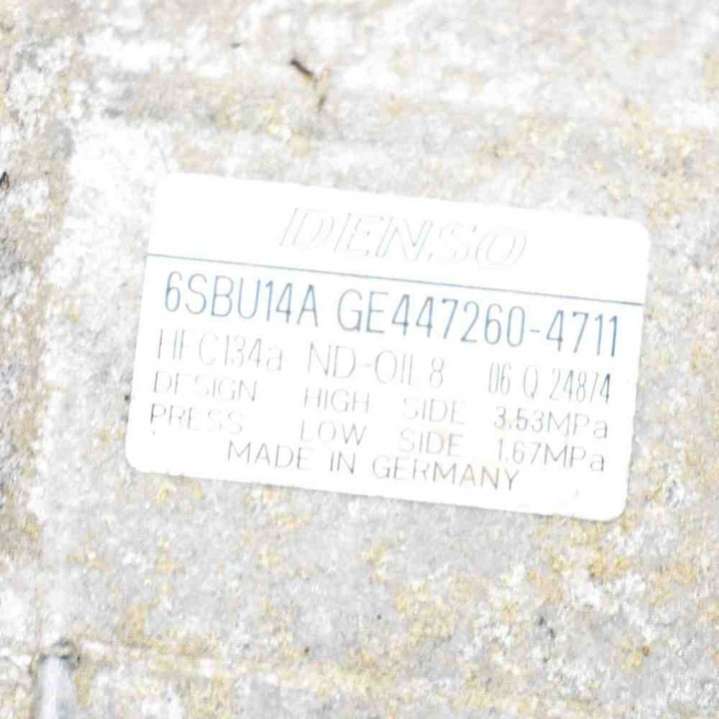 DENSO
6SBU14A GE447260-4711
HFC134a ND-OIL 8 06 Q 24874
DESIGN HIGH SIDE 3.53MPa
PRESS LOW SIDE 1.67MPa
MADE IN GERMANY